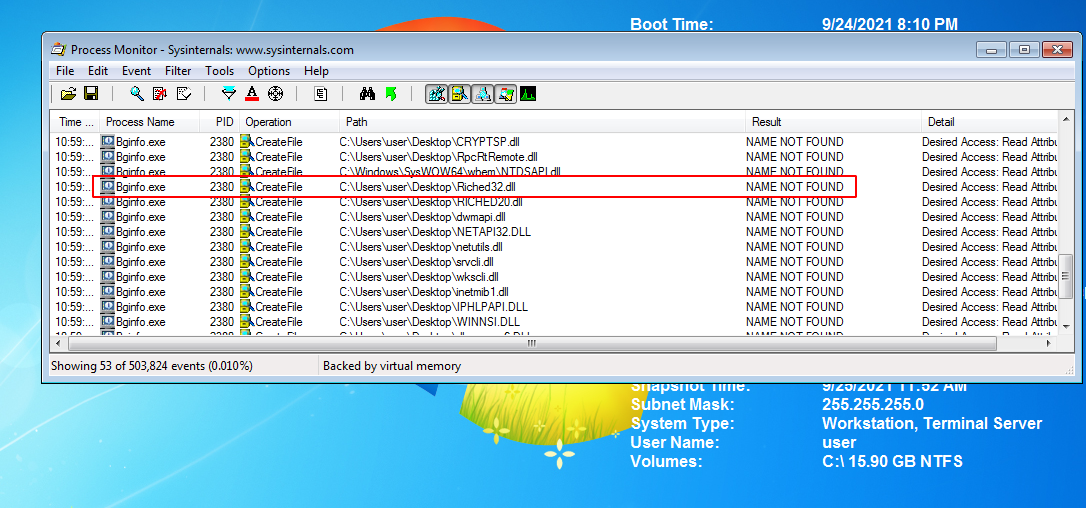 Boot Time: 9/24/2021 8:10 PM
Process Monitor - Sysinternals: www.sysinternals.com
File Edit Event Filter Tools Options Help
Time ... Process Name PID Operation Path Result Detail
10:59:... Bginfo.exe 2380 CreateFile C:\Users\user\Desktop\CRYPTSP.dll NAME NOT FOUND Desired Access: Read Attribu
10:59:... Bginfo.exe 2380 CreateFile C:\Users\user\Desktop\RpcRtRemote.dll NAME NOT FOUND Desired Access: Read Attribu
10:59:... Bginfo.exe 2380 CreateFile C:\Windows\SysWOW64\wbem\NTDSAPI.dll NAME NOT FOUND Desired Access: Read Attribu
10:59:... Bginfo.exe 2380 CreateFile C:\Users\user\Desktop\Riched32.dll NAME NOT FOUND Desired Access: Read Attribu
10:59:... Bginfo.exe 2380 CreateFile C:\Users\user\Desktop\RICHED20.dll NAME NOT FOUND Desired Access: Read Attribu
10:59:... Bginfo.exe 2380 CreateFile C:\Users\user\Desktop\dwmapi.dll NAME NOT FOUND Desired Access: Read Attribu
10:59:... Bginfo.exe 2380 CreateFile C:\Users\user\Desktop\NETAPI32.DLL NAME NOT FOUND Desired Access: Read Attribu
10:59:... Bginfo.exe 2380 CreateFile C:\Users\user\Desktop\netutils.dll NAME NOT FOUND Desired Access: Read Attribu
10:59:... Bginfo.exe 2380 CreateFile C:\Users\user\Desktop\srvcli.dll NAME NOT FOUND Desired Access: Read Attribu
10:59:... Bginfo.exe 2380 CreateFile C:\Users\user\Desktop\wkscli.dll NAME NOT FOUND Desired Access: Read Attribu
10:59:... Bginfo.exe 2380 CreateFile C:\Users\user\Desktop\inetmib1.dll NAME NOT FOUND Desired Access: Read Attribu
10:59:... Bginfo.exe 2380 CreateFile C:\Users\user\Desktop\IPHLPAPI.DLL NAME NOT FOUND Desired Access: Read Attribu
10:59:... Bginfo.exe 2380 CreateFile C:\Users\user\Desktop\WINNSI.DLL NAME NOT FOUND Desired Access: Read Attribu
Showing 53 of 503,824 events (0.010%) Backed by virtual memory
Snapshot Time: 9/25/2021 11:52 AM
Subnet Mask: 255.255.255.0
System Type: Workstation, Terminal Server
User Name: user
Volumes: C:\ 15.90 GB NTFS